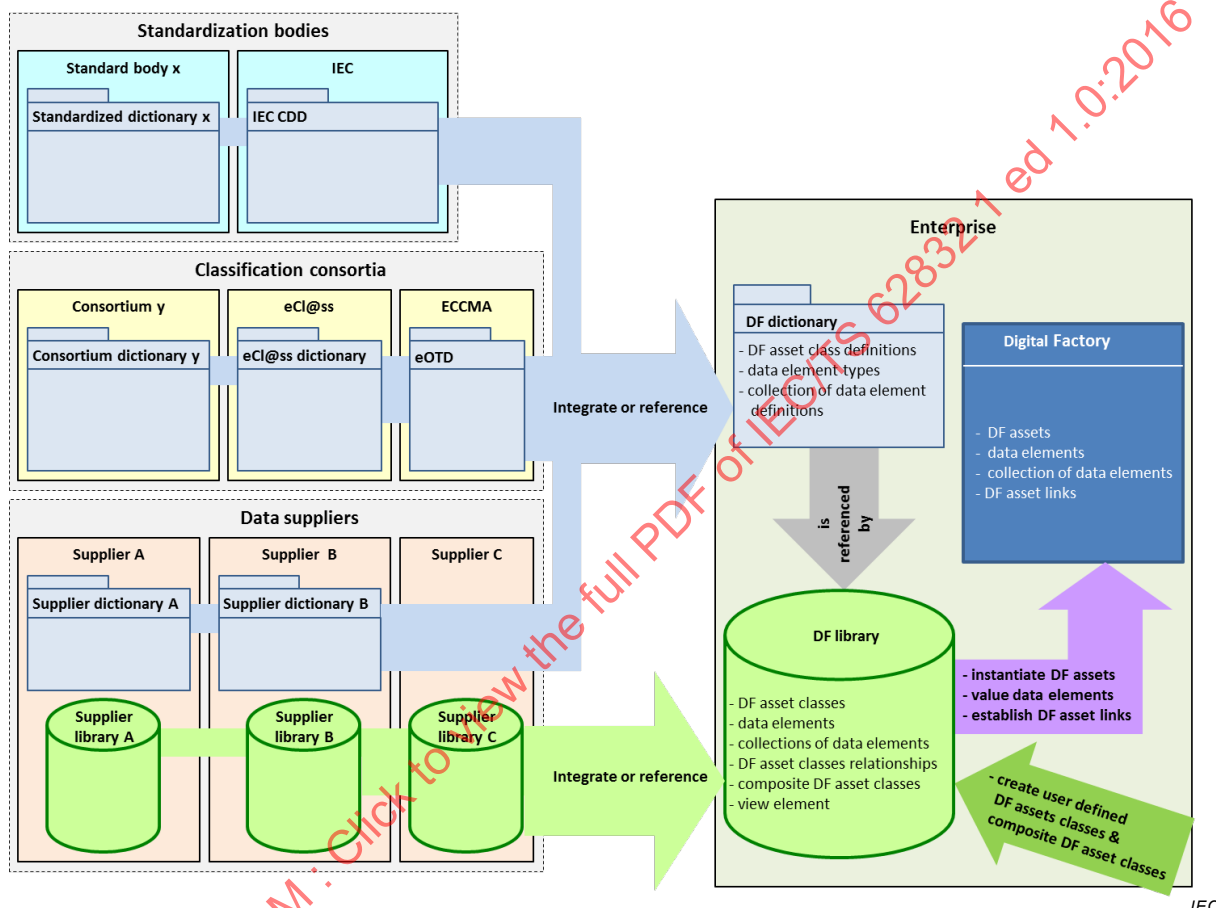 Standardization bodies
Standard body x
IEC
Standardized dictionary x
IEC CDD
Classification consortia
Consortium y
eCl@ss
ECCMA
Consortium dictionary y
eCl@ss dictionary
eOTD
Integrate or reference
Data suppliers
Supplier A
Supplier B
Supplier C
Supplier dictionary A
Supplier dictionary B
Supplier
library A
Supplier
library B
Supplier
library C
Integrate or reference
Enterprise
DF dictionary
- DF asset class definitions
- data element types
- collection of data element
definitions
Digital Factory
- DF assets
- data elements
- collection of data elements
- DF asset links
is
referenced
by
DF library
- DF asset classes
- data elements
- collections of data elements
- DF asset classes relationships
- composite DF asset classes
- view element
- instantiate DF assets
- value data elements
- establish DF asset links
- create user defined
DF assets classes &
composite DF asset classes
M : Click to view the full PDF of IEC/TS 62832 1 ed 1.0:2016
IEC